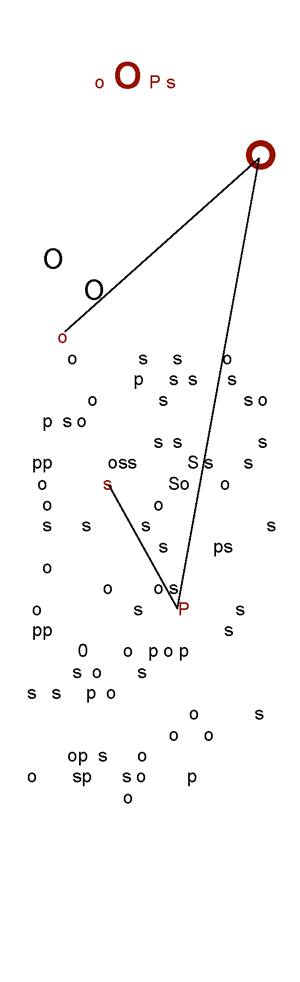 o O P s
O
O
O
o
o s s o
p s s s
o s s o
p s o
s s s
pp oss S s s
o s So o
o o
s s s s
s ps
o
o o s
o s P s
pp s
0 o p o p
s o s
s s p o
o s
o o
op s o
o sp s o p
o